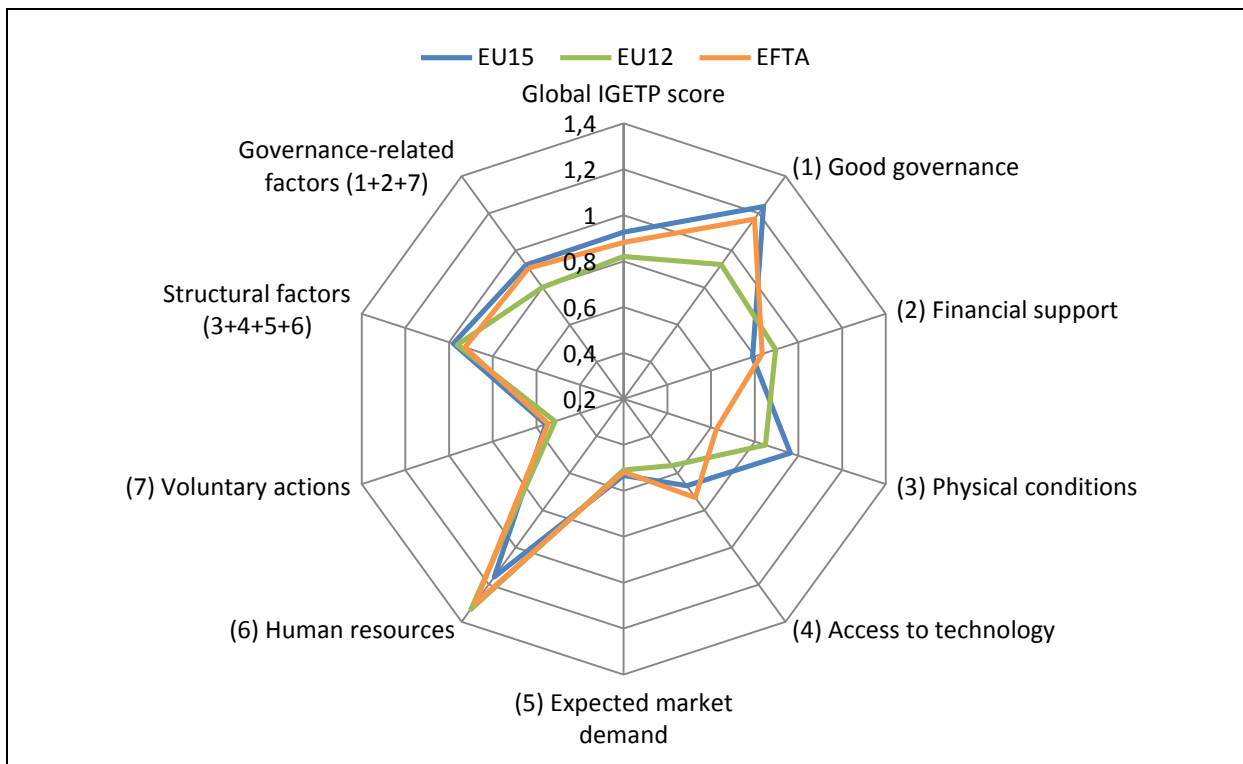 EU15 EU12 EFTA
Global IGETP score
1,4
1,2
1
0,8
0,6
0,4
0,2
(1) Good governance
(2) Financial support
(3) Physical conditions
(4) Access to technology
(5) Expected market
demand
(6) Human resources
(7) Voluntary actions
Structural factors
(3+4+5+6)
Governance-related
factors (1+2+7)